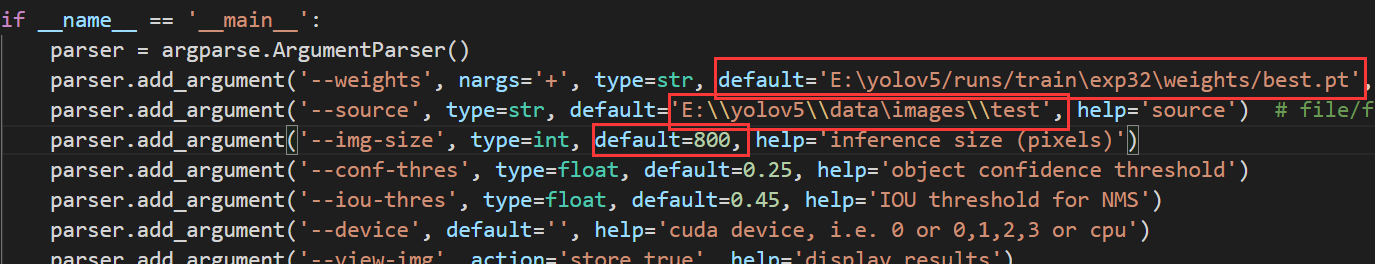 if __name__ == '__main__':
    parser = argparse.ArgumentParser()
    parser.add_argument('--weights', nargs='+', type=str, default='E:\yolov5/runs/train\exp32\weights/best.pt',
    parser.add_argument('--source', type=str, default='E:\\yolov5\\data\images\\test', help='source')  # file/f
    parser.add_argument('--img-size', type=int, default=800, help='inference size (pixels)')
    parser.add_argument('--conf-thres', type=float, default=0.25, help='object confidence threshold')
    parser.add_argument('--iou-thres', type=float, default=0.45, help='IOU threshold for NMS')
    parser.add_argument('--device', default='', help='cuda device, i.e. 0 or 0,1,2,3 or cpu')
    parser.add_argument('--view-img', action='store_true', help='display results')